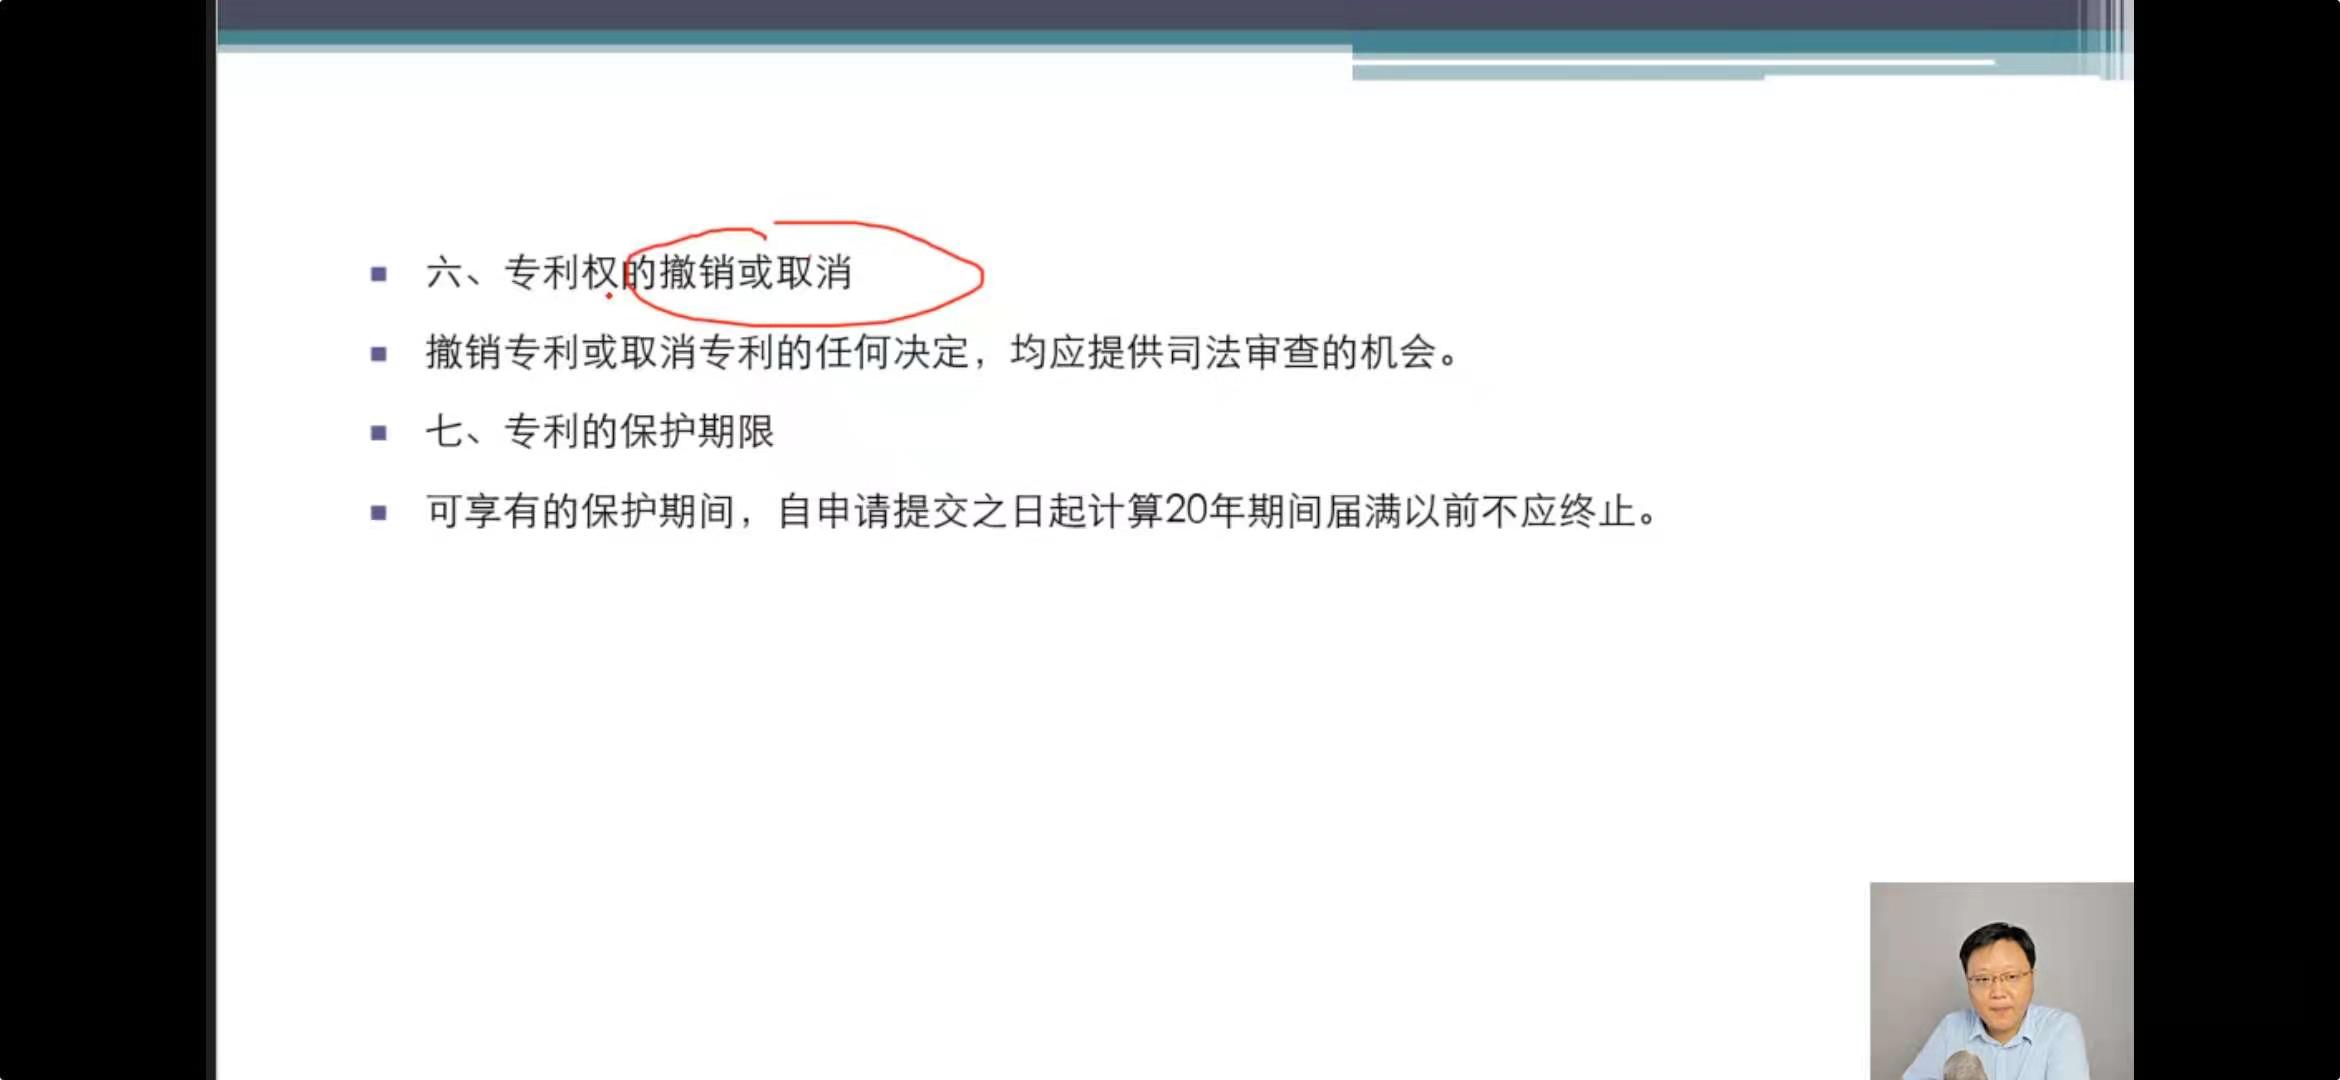 六、专利权的撤销或取消
撤销专利或取消专利的任何决定，均应提供司法审查的机会。
七、专利的保护期限
可享有的保护期间，自申请提交之日起计算20年期间届满以前不应终止。